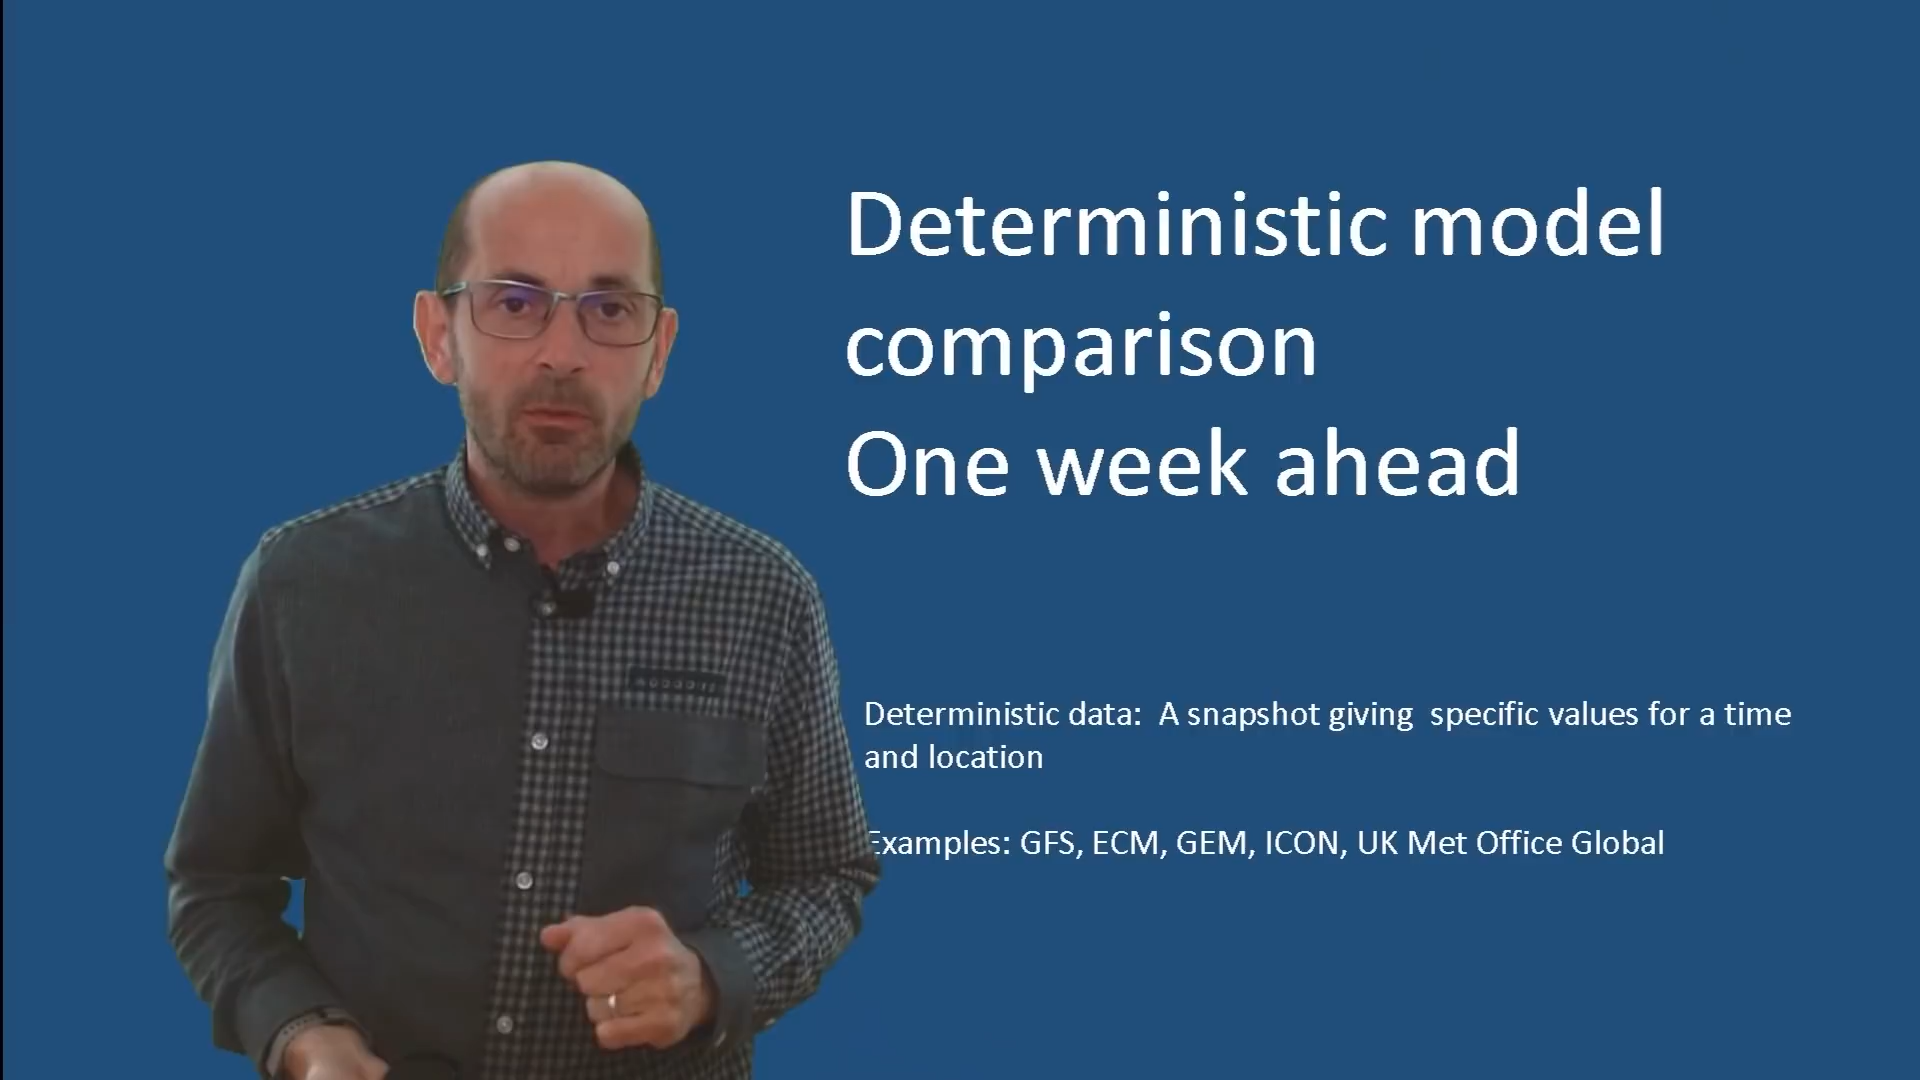 Deterministic model
comparison
One week ahead
Deterministic data:  A snapshot giving  specific values for a time
and location
Examples: GFS, ECM, GEM, ICON, UK Met Office Global